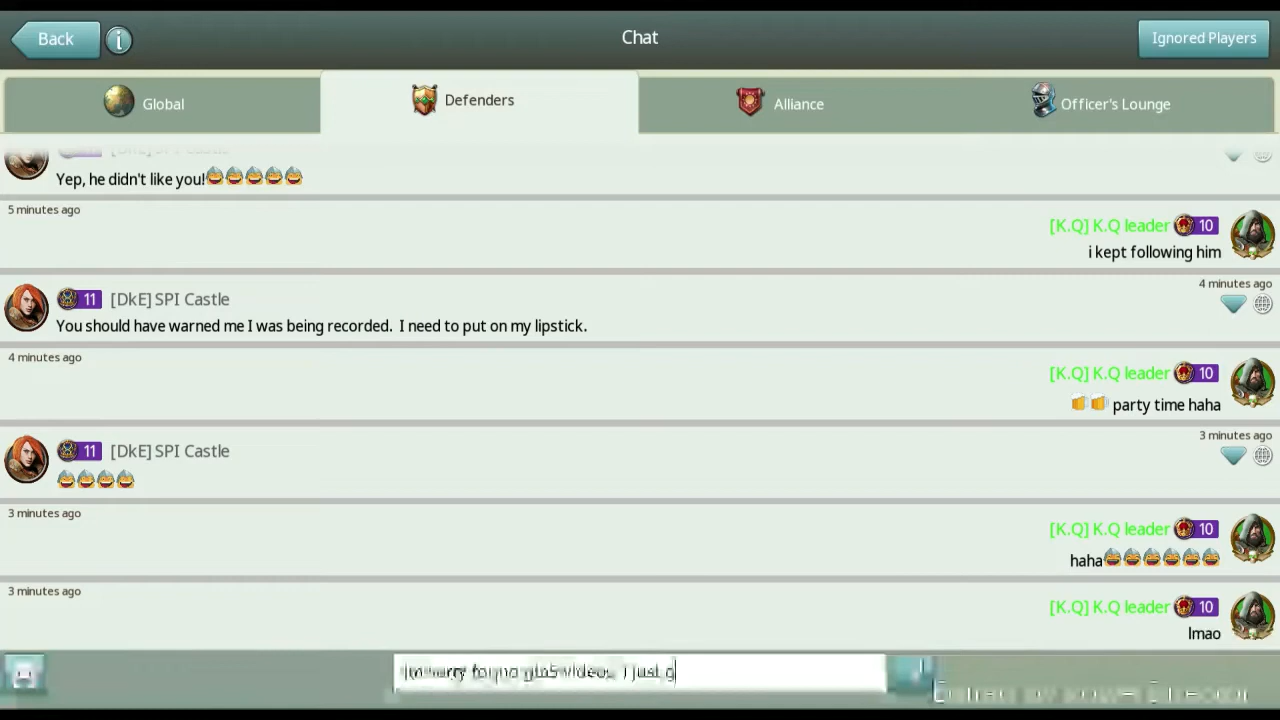 Back
Chat
Ignored Players
Global
Defenders
Alliance
Officer's Lounge
Yep, he didn't like you!
5 minutes ago
[K.Q] K.Q leader 10
i kept following him
4 minutes ago
11 [DkE] SPI Castle
You should have warned me I was being recorded. I need to put on my lipstick.
4 minutes ago
[K.Q] K.Q leader 10
party time haha
3 minutes ago
11 [DkE] SPI Castle
3 minutes ago
[K.Q] K.Q leader 10
haha
3 minutes ago
[K.Q] K.Q leader 10
lmao
videos. I just g